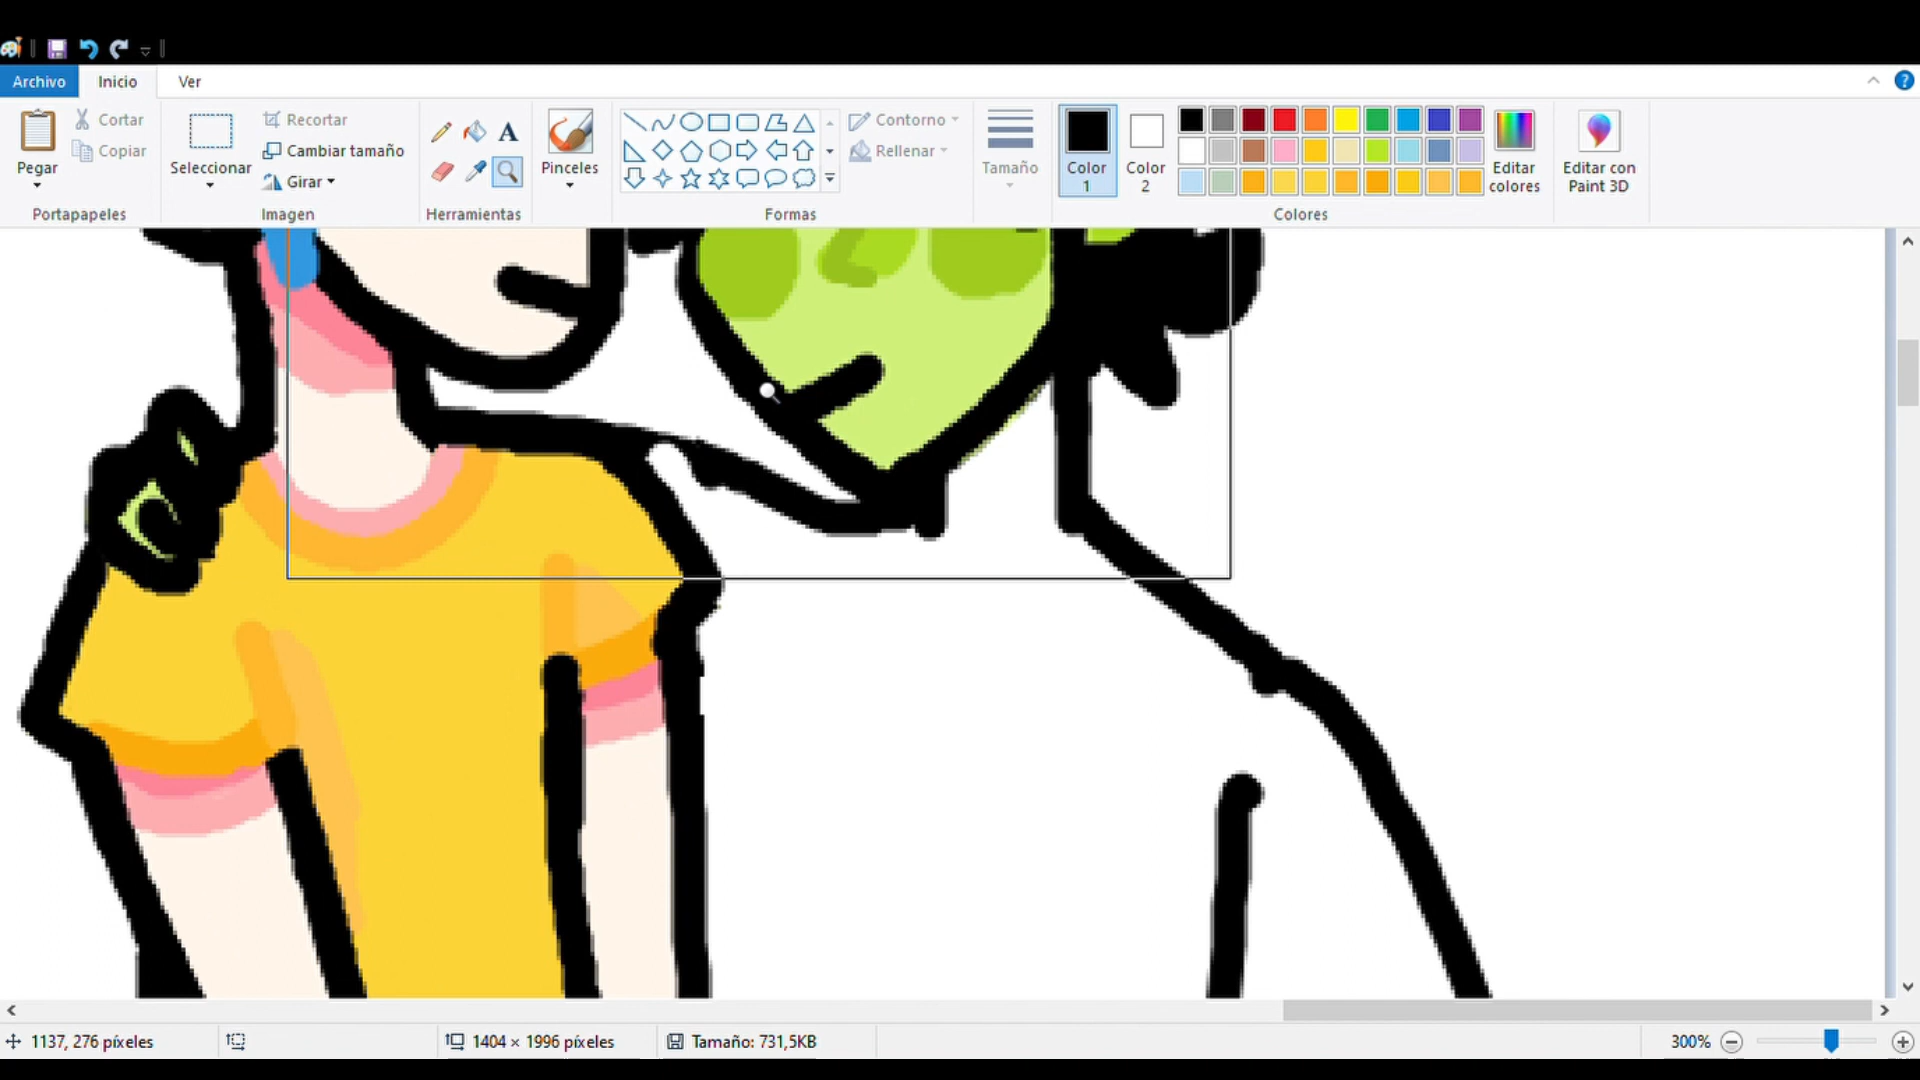 Archivo Inicio Ver
Pegar
Cortar
Copiar
Portapapeles
Seleccionar
Recortar
Cambiar tamaño
Girar
Imagen
A
Herramientas
Pinceles
Contorno
Rellenar
Formas
Tamaño
Color
1
Color
2
Editar
colores
Colores
Editar con
Paint 3D
?
1137, 276 píxeles
1404 × 1996 píxeles
Tamaño: 731,5KB
300%